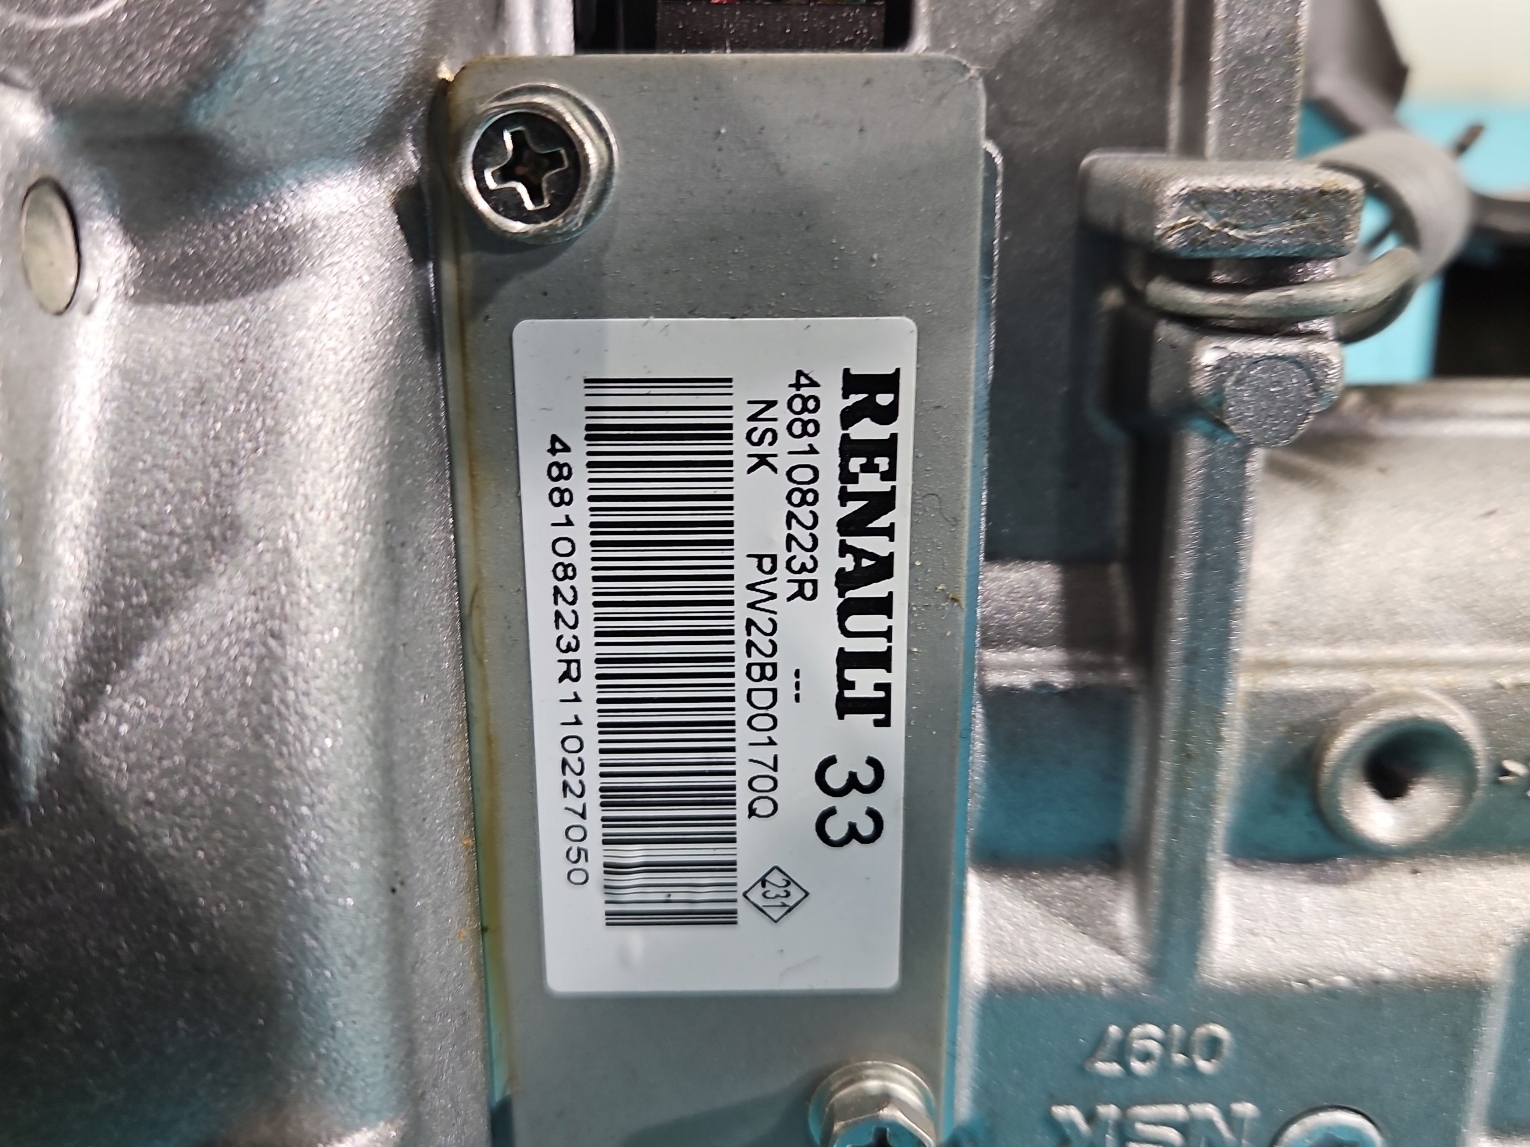 RENAULT 33
488108223R ---
NSK PW22BD0170Q
231
488108223R110227050
0197
NSK